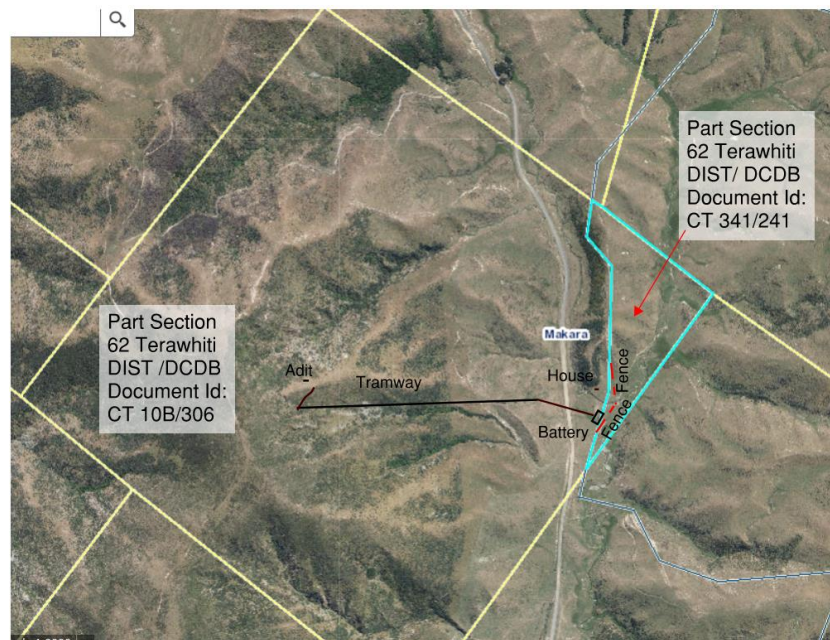 Part Section
62 Terawhiti
DIST/ DCDB
Document Id:
CT 341/241
Part Section
62 Terawhiti
DIST /DCDB
Document Id:
CT 10B/306
Makara
Adit
Tramway
House
Fence
Battery
Fence